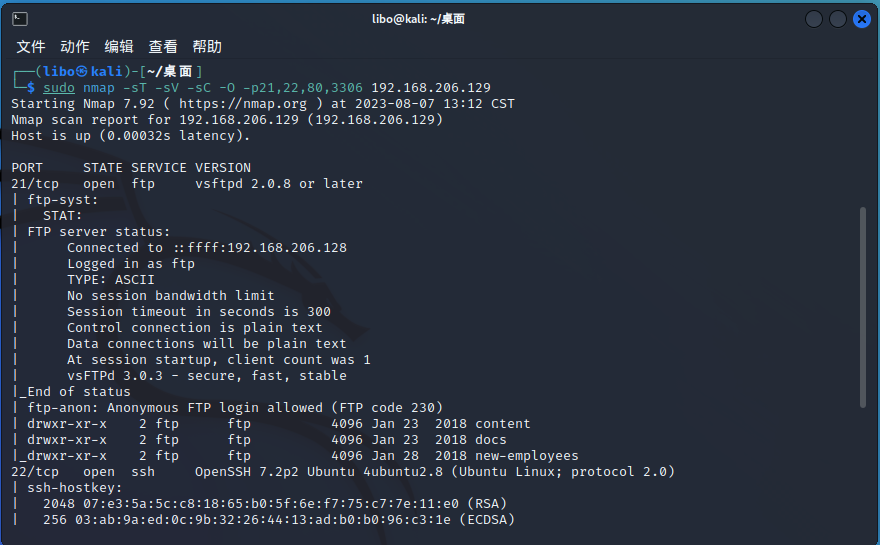 libo@kali: ~/桌面
文件 动作 编辑 查看 帮助
┌──(libo㉿kali)-[~/桌面]
└─$ sudo nmap -sT -sV -sC -O -p21,22,80,3306 192.168.206.129
Starting Nmap 7.92 ( https://nmap.org ) at 2023-08-07 13:12 CST
Nmap scan report for 192.168.206.129 (192.168.206.129)
Host is up (0.00032s latency).
PORT     STATE SERVICE VERSION
21/tcp   open  ftp     vsftpd 2.0.8 or later
| ftp-syst:
|   STAT:
| FTP server status:
|      Connected to ::ffff:192.168.206.128
|      Logged in as ftp
|      TYPE: ASCII
|      No session bandwidth limit
|      Session timeout in seconds is 300
|      Control connection is plain text
|      Data connections will be plain text
|      At session startup, client count was 1
|      vsFTPd 3.0.3 - secure, fast, stable
|_End of status
| ftp-anon: Anonymous FTP login allowed (FTP code 230)
| drwxr-xr-x    2 ftp      ftp          4096 Jan 23  2018 content
| drwxr-xr-x    2 ftp      ftp          4096 Jan 23  2018 docs
|_drwxr-xr-x    2 ftp      ftp          4096 Jan 28  2018 new-employees
22/tcp   open  ssh     OpenSSH 7.2p2 Ubuntu 4ubuntu2.8 (Ubuntu Linux; protocol 2.0)
| ssh-hostkey:
|   2048 07:e3:5a:5c:c8:18:65:b0:5f:6e:f7:75:c7:7e:11:e0 (RSA)
|   256 03:ab:9a:ed:0c:9b:32:26:44:13:ad:b0:b0:96:c3:1e (ECDSA)